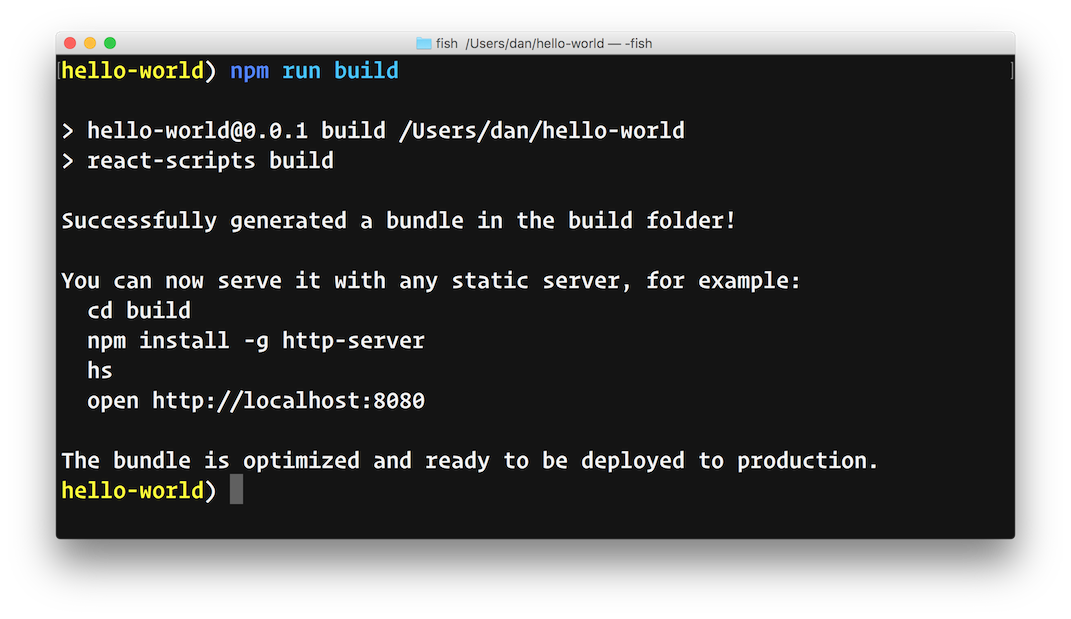 fish /Users/dan/hello-world — -fish
[hello-world) npm run build ]
> hello-world@0.0.1 build /Users/dan/hello-world
> react-scripts build
Successfully generated a bundle in the build folder!
You can now serve it with any static server, for example:
cd build
npm install -g http-server
hs
open http://localhost:8080
The bundle is optimized and ready to be deployed to production.
hello-world)